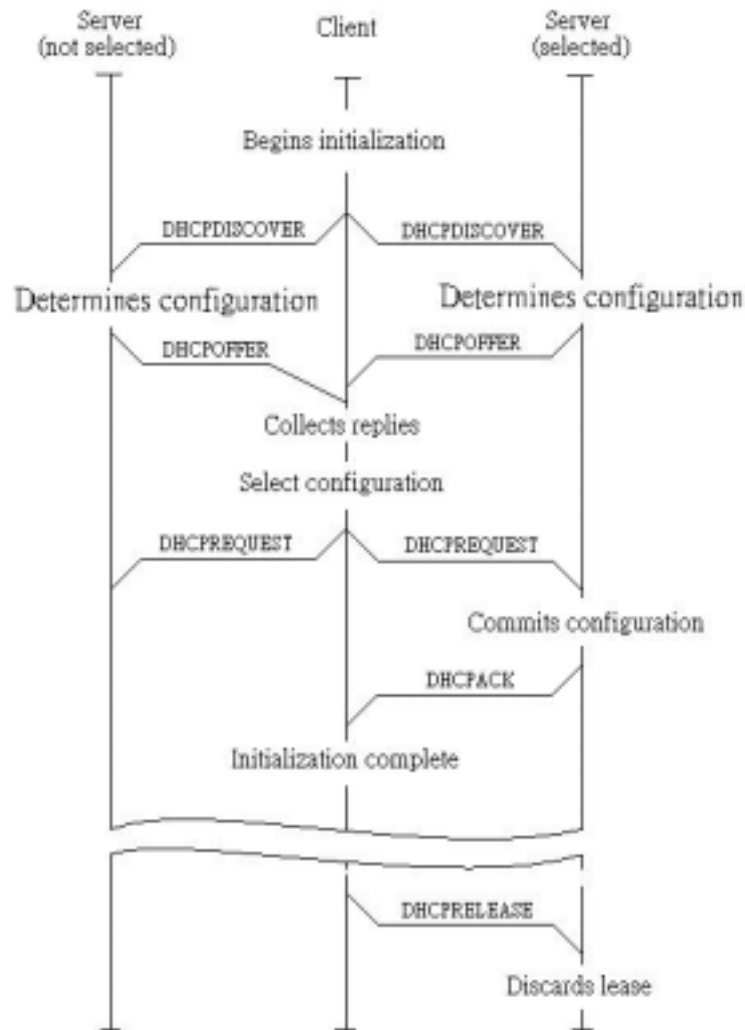 Server
(not selected)
Client
Server
(selected)
Begins initialization
DHCPDISCOVER
DHCPDISCOVER
Determines configuration
Determines configuration
DHCPOFFER
DHCPOFFER
Collects replies
Select configuration
DHCPREQUEST
DHCPREQUEST
Commits configuration
DHCPACK
Initialization complete
DHCPRELEASE
Discards lease